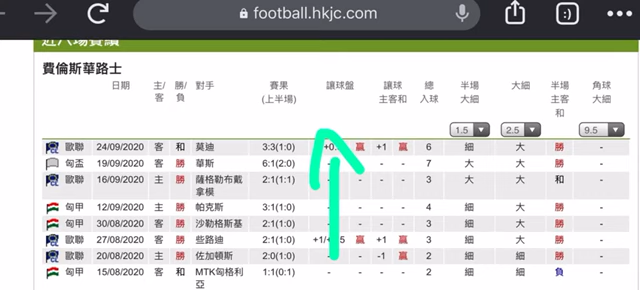 football.hkjc.com
近六場賽績
費倫斯華路士
日期 主/客 勝/負 對手 賽果(上半場) 讓球盤 讓球主客和 總入球 半場大細 大細 半場主客和 角球大細
1.5 2.5 9.5
歐聯 24/09/2020 客 和 莫迪 3:3(1:0) 贏 +1 贏 6 細 大 勝 -
匈盃 19/09/2020 客 勝 華斯 6:1(2:0) - - - - 7 大 大 勝 -
歐聯 16/09/2020 主 勝 薩格勒布戴拿模 2:1(1:1) - - - - 3 大 大 和 -
匈甲 12/09/2020 主 勝 帕克斯 3:1(1:0) - - - - 4 細 大 勝 -
匈甲 30/08/2020 客 勝 沙勒格斯基 2:1(1:0) - - - - 3 細 大 勝 -
歐聯 27/08/2020 客 勝 些路迪 2:1(1:0) 贏 +1 贏 3 細 大 勝 -
歐聯 20/08/2020 主 勝 佐加頓斯 2:0(1:0) - - -1 贏 2 細 細 勝 -
匈甲 15/08/2020 客 和 MTK匈格利亞 1:1(0:1) - - - - 2 細 細 負 -